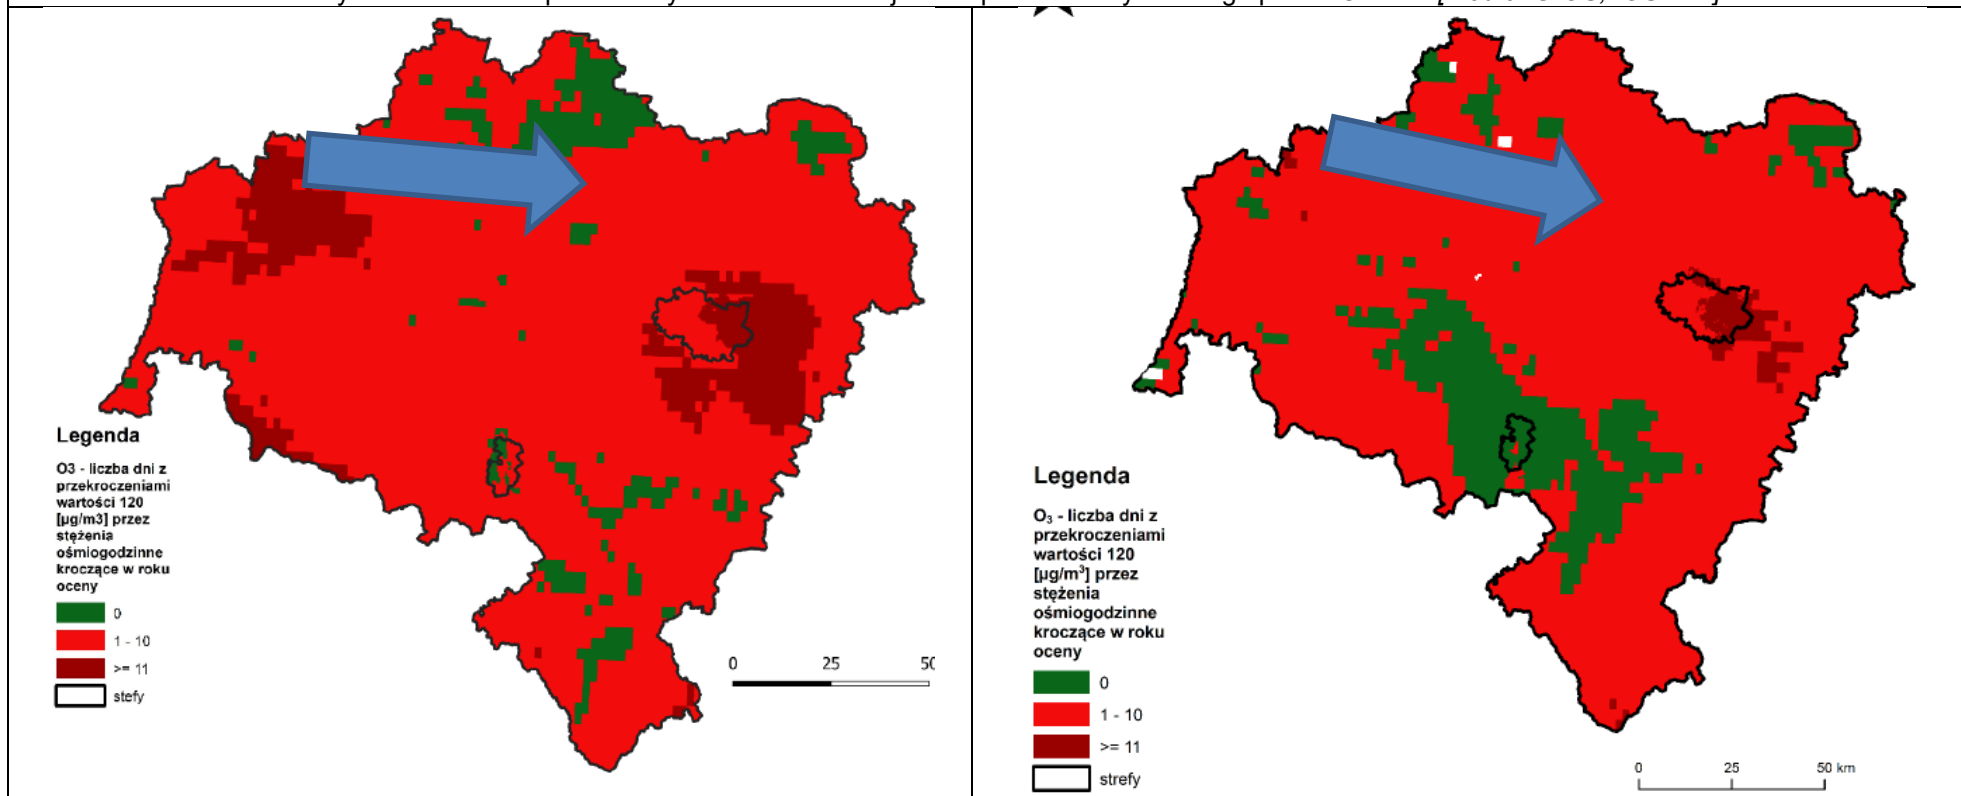 Legenda
O3 - liczba dni z
przekroczeniami
wartości 120
[µg/m3] przez
stężenia
ośmiogodzinne
kroczące w roku
oceny
0
1 - 10
>= 11
stefy
0 25 50
Legenda
O₃ - liczba dni z
przekroczeniami
wartości 120
[µg/m³] przez
stężenia
ośmiogodzinne
kroczące w roku
oceny
0
1 - 10
>= 11
strefy
0 25 50 km